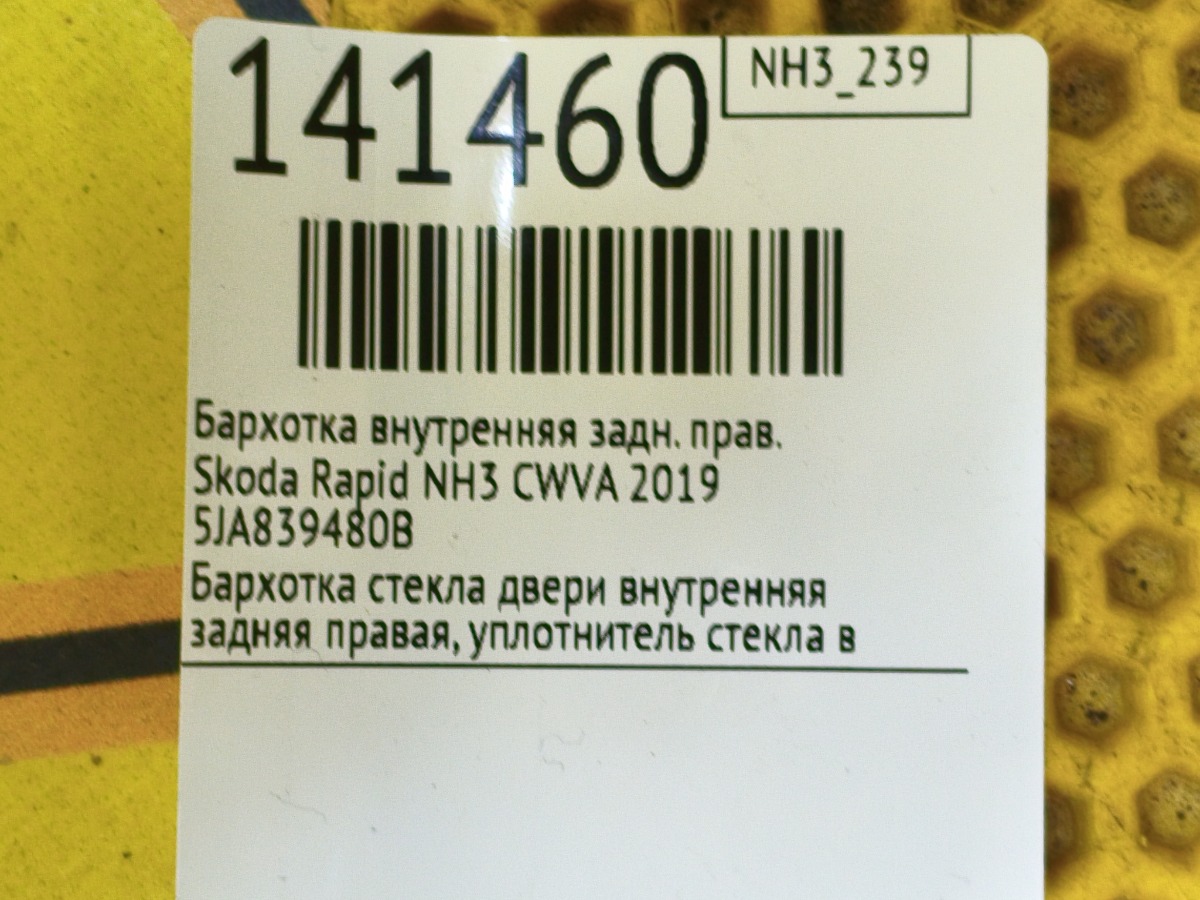 141460
NH3_239
Бархотка внутренняя задн. прав.
Skoda Rapid NH3 CWVA 2019
5JA839480B
Бархотка стекла двери внутренняя
задняя правая, уплотнитель стекла в